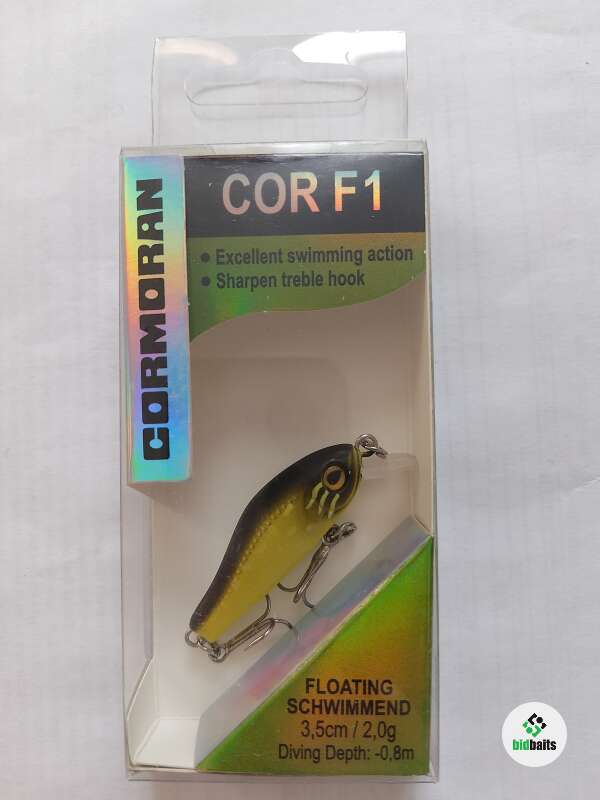 CORMORAN
COR F1
• Excellent swimming action
• Sharpen treble hook
FLOATING
SCHWIMMEND
3,5cm / 2,0g
Diving Depth: -0,8m
bidbaits